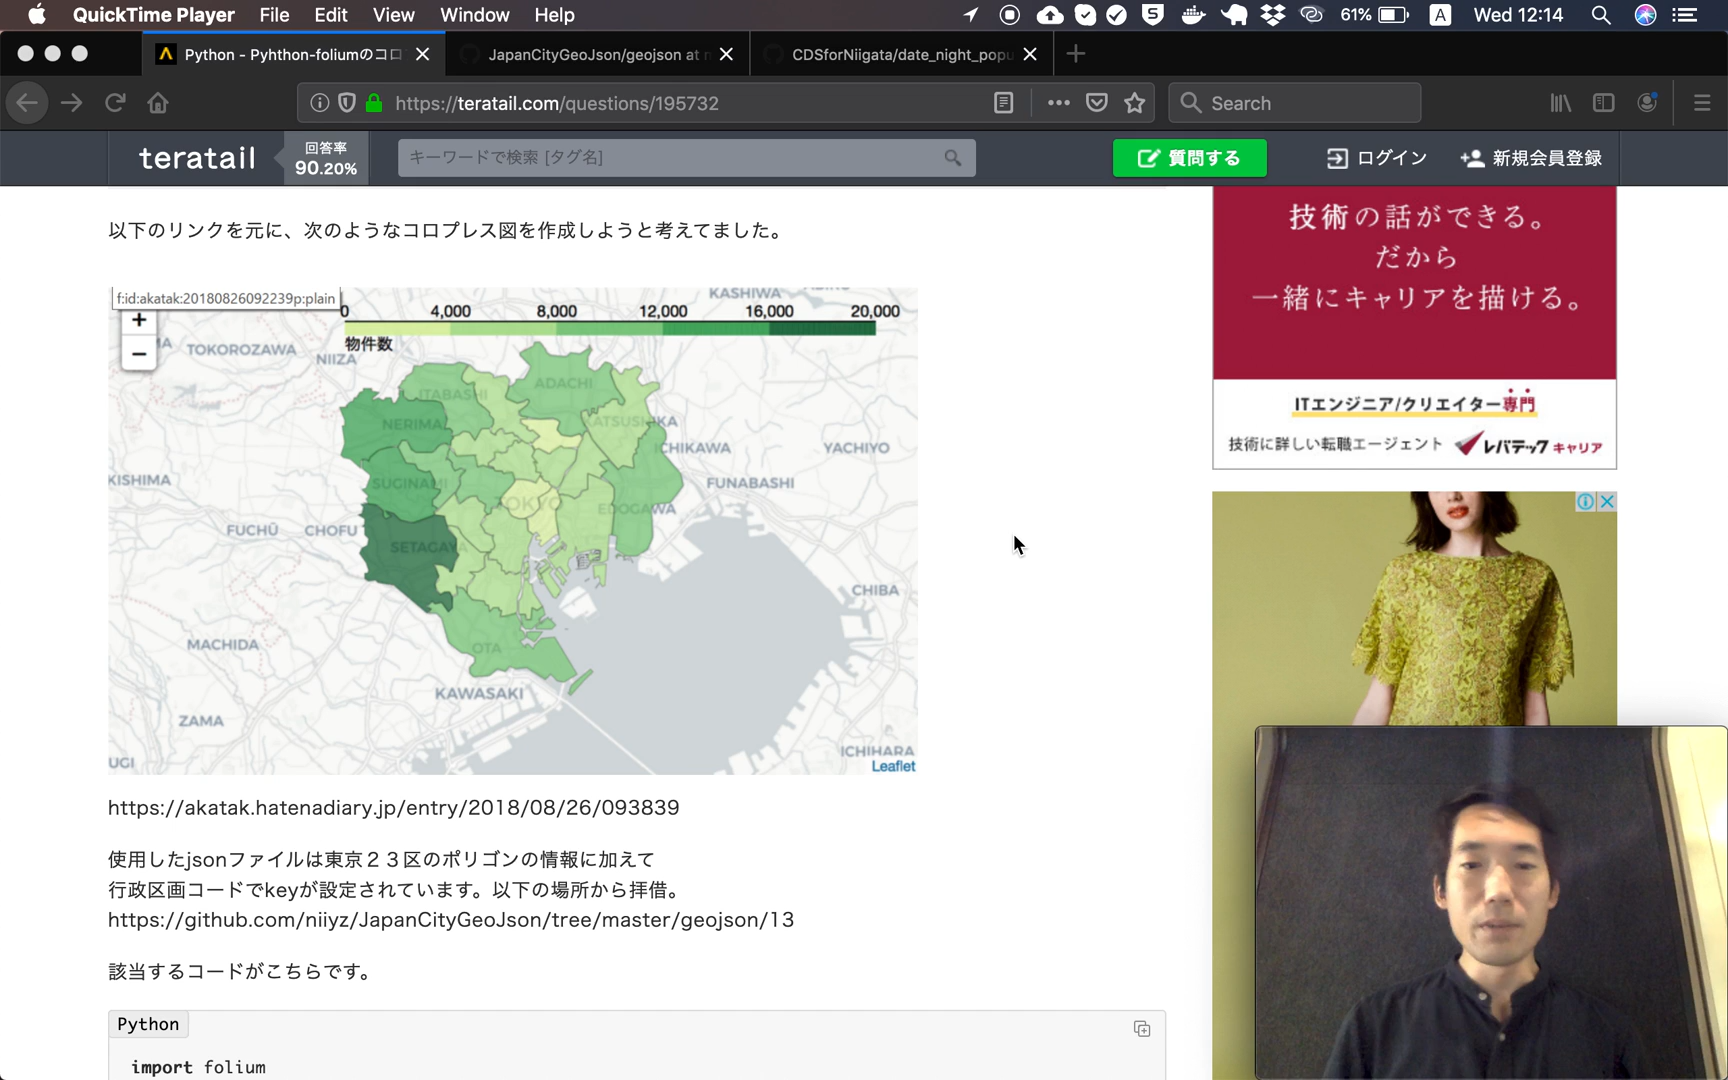 QuickTime Player File Edit View Window Help 61% A Wed 12:14
Python - Pyhthon-foliumのコロ
JapanCityGeoJson/geojson at
CDSforNiigata/date_night_popu
https://teratail.com/questions/195732
Search
teratail
回答率
90.20%
キーワードで検索 [タグ名]
質問する
ログイン
新規会員登録
以下のリンクを元に、次のようなコロプレス図を作成しようと考えてました。
f:id:akatak:20180826092239p:plain
0 4,000 8,000 12,000 16,000 20,000
物件数
+
−
KASHIWA
TOKOROZAWA
NIIZA
ITABASHI
ADACHI
NERIMA
KATSUSHIKA
ICHIKAWA
YACHIYO
KISHIMA
SUGINAMI
FUNABASHI
TOKYO
EDOGAWA
FUCHŪ
CHOFU
SETAGAYA
CHIBA
MACHIDA
OTA
KAWASAKI
ZAMA
ICHIHARA
UGI
Leaflet
https://akatak.hatenadiary.jp/entry/2018/08/26/093839
使用したjsonファイルは東京２３区のポリゴンの情報に加えて
行政区画コードでkeyが設定されています。以下の場所から拝借。
https://github.com/niiyz/JapanCityGeoJson/tree/master/geojson/13
該当するコードがこちらです。
Python
import folium
技術の話ができる。
だから
一緒にキャリアを描ける。
ITエンジニア/クリエイター専門
技術に詳しい転職エージェント レバテックキャリア